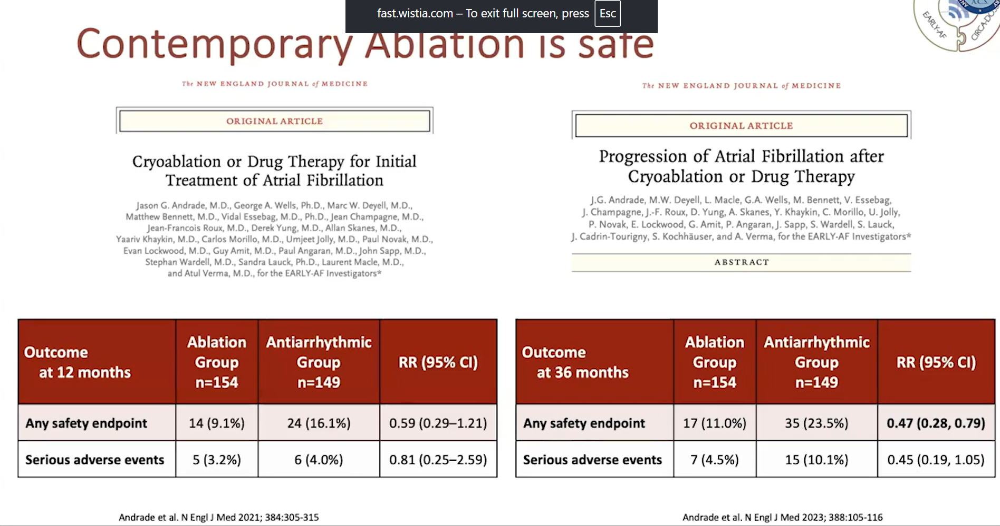 fast.wistia.com – To exit full screen, press Esc
Contemporary Ablation is safe
EARLY-AF
A.C.S.
The NEW ENGLAND JOURNAL of MEDICINE
ORIGINAL ARTICLE
Cryoablation or Drug Therapy for Initial
Treatment of Atrial Fibrillation
Jason G. Andrade, M.D., George A. Wells, Ph.D., Marc W. Deyell, M.D.,
Matthew Bennett, M.D., Vidal Essebag, M.D., Ph.D., Jean Champagne, M.D.,
Jean-Francois Roux, M.D., Derek Yung, M.D., Allan Skanes, M.D.,
Yaariv Khaykin, M.D., Carlos Morillo, M.D., Umjeet Jolly, M.D., Paul Novak, M.D.,
Evan Lockwood, M.D., Guy Amit, M.D., Paul Angaran, M.D., John Sapp, M.D.,
Stephan Wardell, M.D., Sandra Lauck, Ph.D., Laurent Macle, M.D.,
and Atul Verma, M.D., for the EARLY-AF Investigators*
The NEW ENGLAND JOURNAL of MEDICINE
ORIGINAL ARTICLE
Progression of Atrial Fibrillation after
Cryoablation or Drug Therapy
J.G. Andrade, M.W. Deyell, L. Macle, G.A. Wells, M. Bennett, V. Essebag,
J. Champagne, J.-F. Roux, D. Yung, A. Skanes, Y. Khaykin, C. Morillo, U. Jolly,
P. Novak, E. Lockwood, G. Amit, P. Angaran, J. Sapp, S. Wardell, S. Lauck,
J. Cadrin-Tourigny, S. Kochhäuser, and A. Verma, for the EARLY-AF Investigators*
ABSTRACT
Outcome at 12 months Ablation Group n=154 Antiarrhythmic Group n=149 RR (95% CI)
Any safety endpoint 14 (9.1%) 24 (16.1%) 0.59 (0.29–1.21)
Serious adverse events 5 (3.2%) 6 (4.0%) 0.81 (0.25–2.59)
Outcome at 36 months Ablation Group n=154 Antiarrhythmic Group n=149 RR (95% CI)
Any safety endpoint 17 (11.0%) 35 (23.5%) 0.47 (0.28, 0.79)
Serious adverse events 7 (4.5%) 15 (10.1%) 0.45 (0.19, 1.05)
Andrade et al. N Engl J Med 2021; 384:305-315
Andrade et al. N Engl J Med 2023; 388:105-116